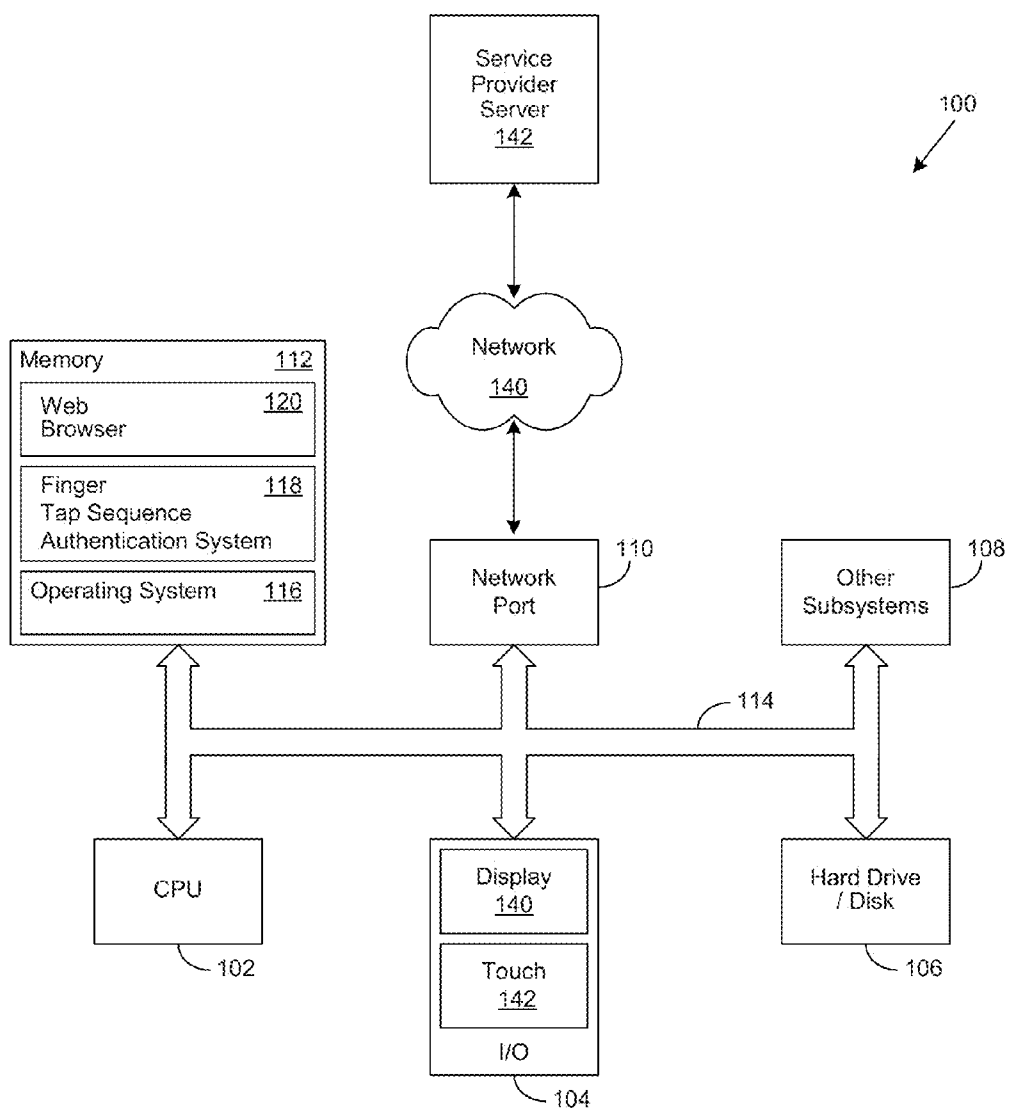 Service
Provider
Server
142
100
Network
140
Memory 112
Web 120
Browser
Finger 118
Tap Sequence
Authentication System
Operating System 116
Network
Port
110
Other
Subsystems
108
114
CPU
102
Display
140
Touch
142
I/O
104
Hard Drive
/ Disk
106